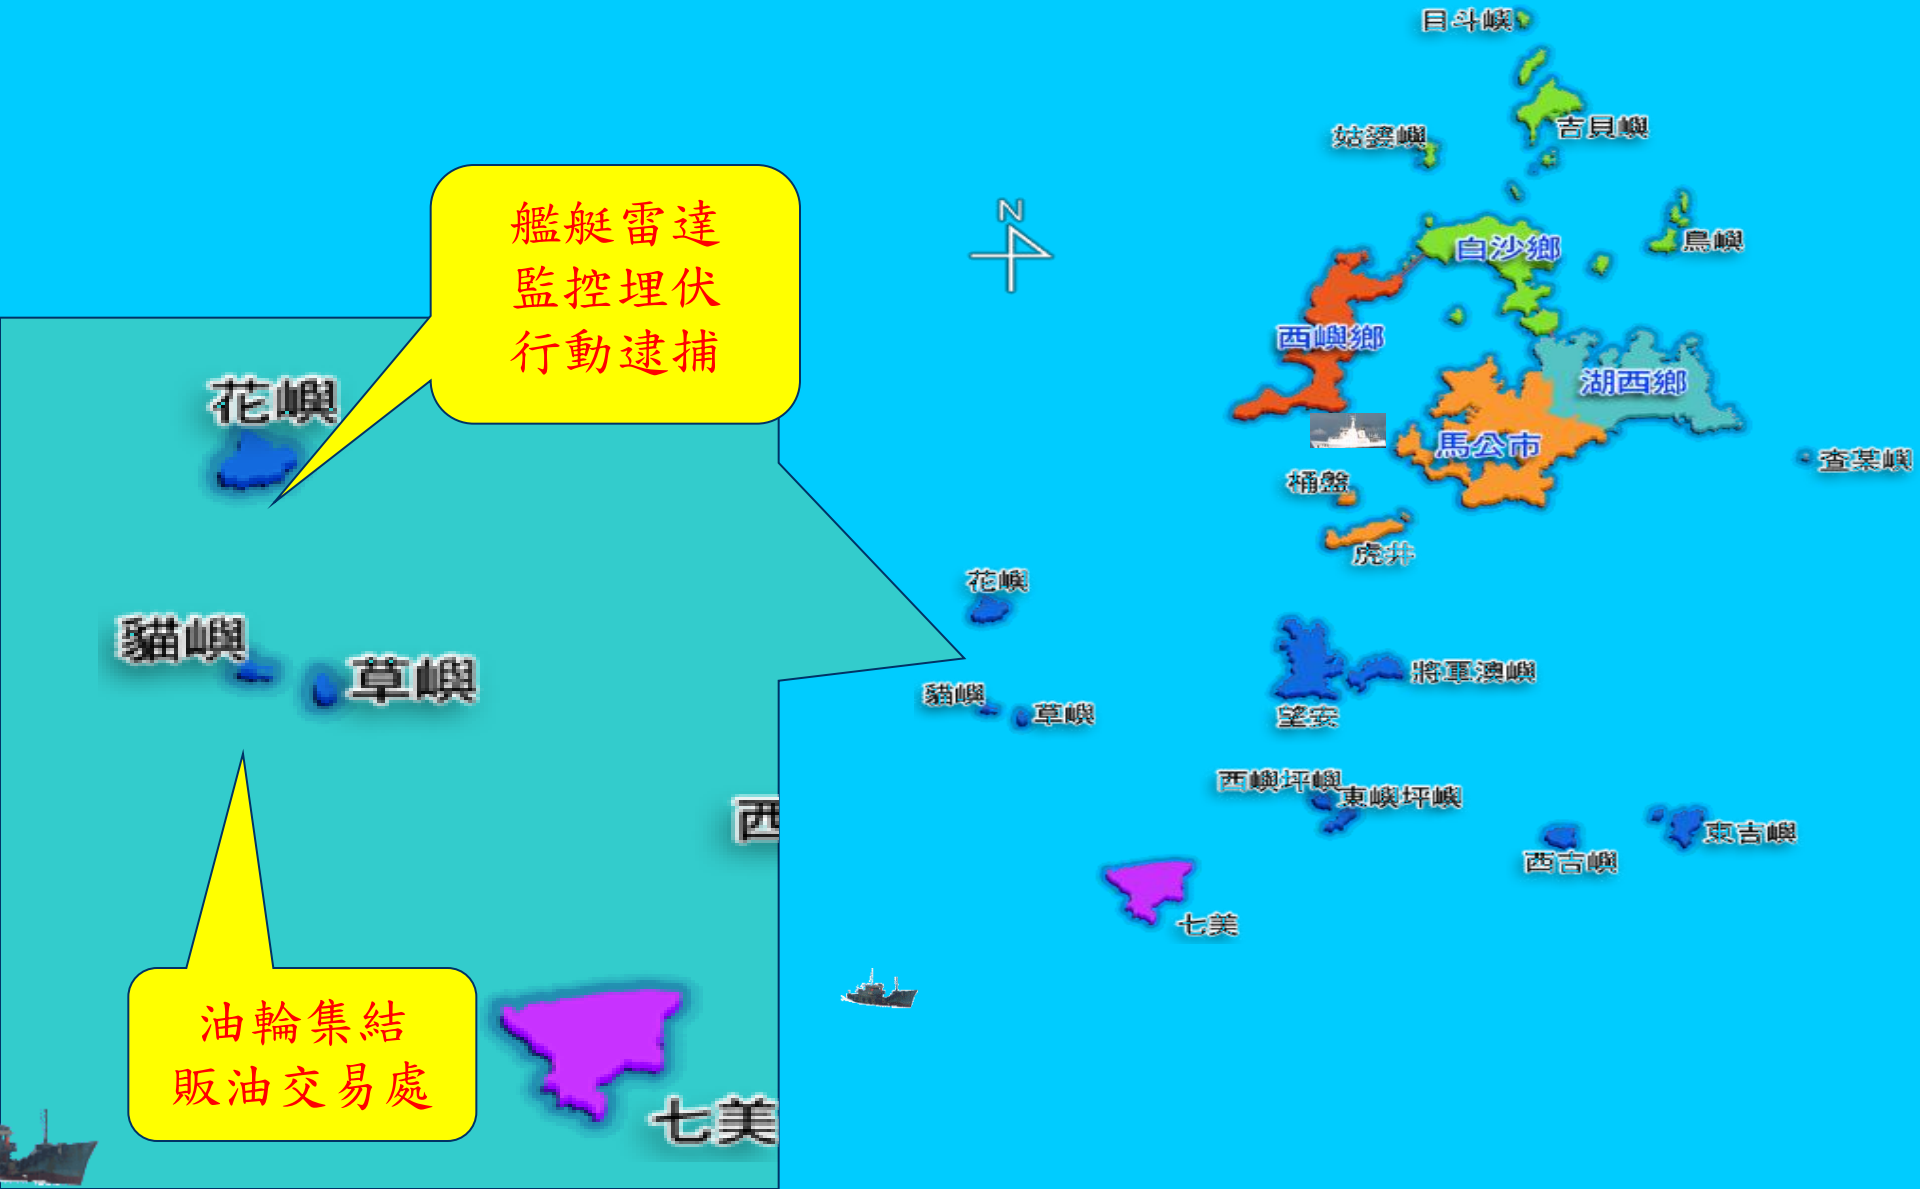 目斗嶼
吉貝嶼
姑婆嶼
鳥嶼
白沙鄉
西嶼鄉
湖西鄉
馬公市
查某嶼
桶盤
虎井
N
艦艇雷達
監控埋伏
行動逮捕
花嶼
貓嶼
草嶼
西
七美
油輪集結
販油交易處
花嶼
貓嶼
草嶼
望安
將軍澳嶼
西嶼坪嶼
東嶼坪嶼
西吉嶼
東吉嶼
七美